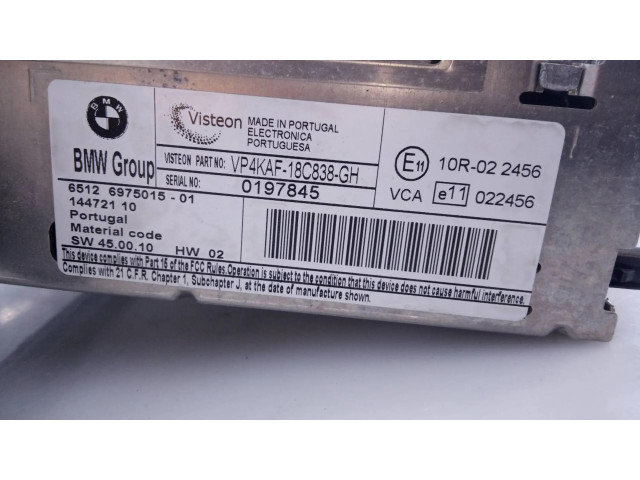 BMW
BMW Group
6512 6975015 - 01
144721 10
Portugal
Material code
SW 45.00.10 HW 02
Visteon
MADE IN PORTUGAL
ELECTRONICA
PORTUGUESA
VISTEON PART NO: VP4KAF-18C838-GH
SERIAL NO: 0197845
E11 10R-02 2456
VCA e11 022456
This device complies with Part 15 of the FCC Rules. Operation is subject to the condition that this device does not cause harmful interference.
Complies with 21 C.F.R. Chapter 1, Subchapter J, at the date of manufacture shown.